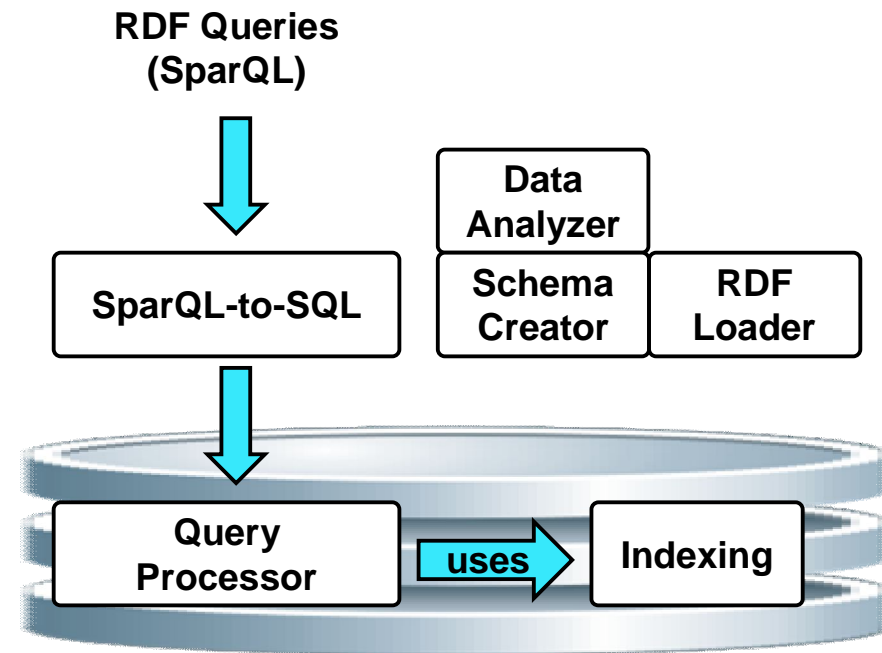 RDF Queries
(SparQL)
Data
Analyzer
SparQL-to-SQL
Schema
Creator
RDF
Loader
Query
Processor
uses
Indexing